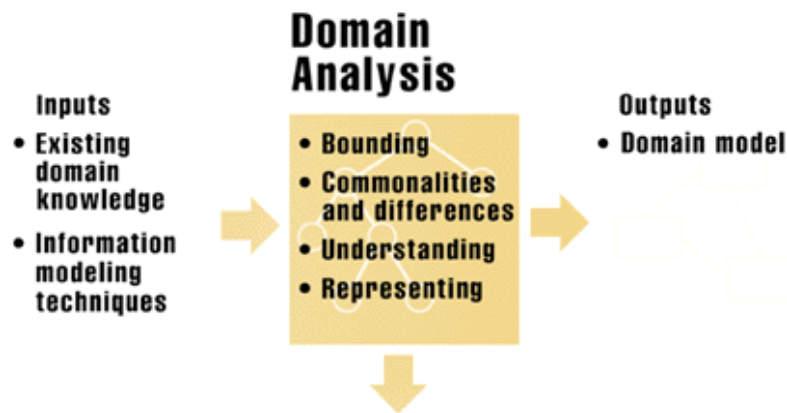 Domain
Analysis
Inputs
• Existing
domain
knowledge
• Information
modeling
techniques
• Bounding
• Commonalities
and differences
• Understanding
• Representing
Outputs
• Domain model